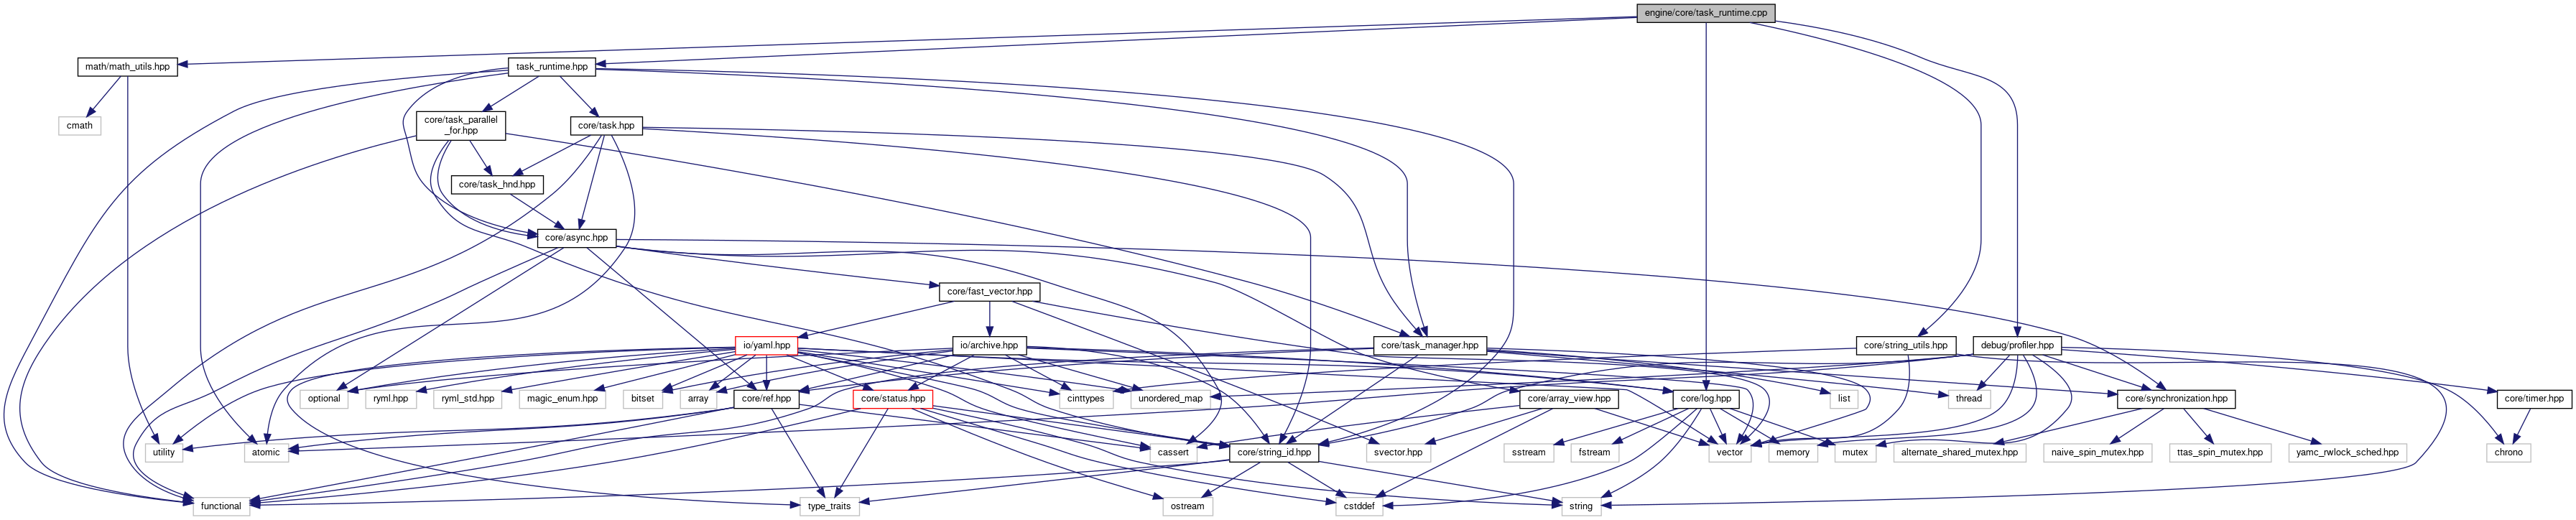 engine/core/task_runtime.cpp
math/math_utils.hpp
task_runtime.hpp
cmath
core/task_parallel
_for.hpp
core/task.hpp
core/task_hnd.hpp
core/async.hpp
core/fast_vector.hpp
io/yaml.hpp
io/archive.hpp
core/task_manager.hpp
core/string_utils.hpp
debug/profiler.hpp
optional
ryml.hpp
ryml_std.hpp
magic_enum.hpp
bitset
array
core/ref.hpp
core/status.hpp
cinttypes
unordered_map
core/array_view.hpp
core/log.hpp
list
thread
core/synchronization.hpp
core/timer.hpp
utility
atomic
cassert
core/string_id.hpp
svector.hpp
sstream
fstream
vector
memory
mutex
alternate_shared_mutex.hpp
naive_spin_mutex.hpp
ttas_spin_mutex.hpp
yamc_rwlock_sched.hpp
chrono
functional
type_traits
ostream
cstddef
string